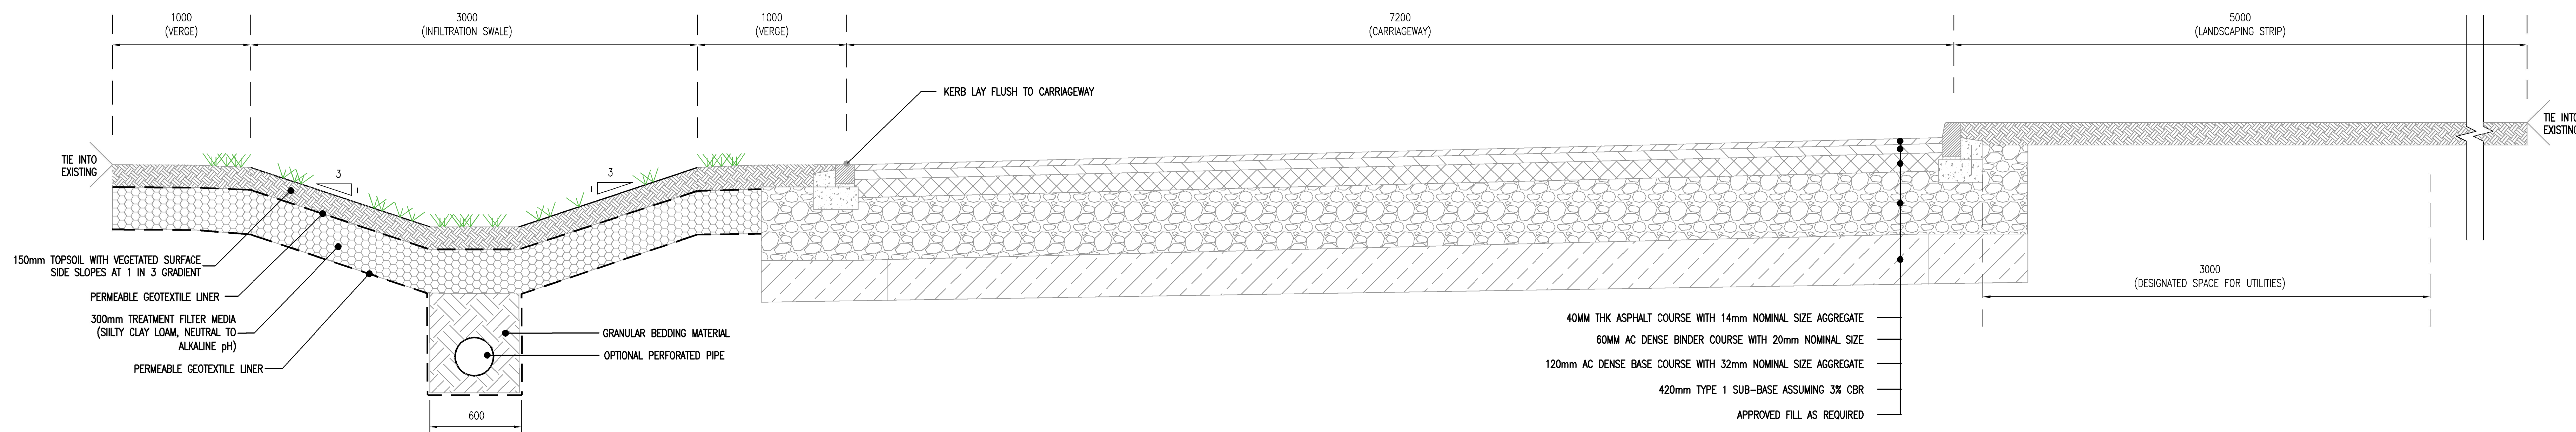 1000
(VERGE)
3000
(INFILTRATION SWALE)
1000
(VERGE)
7200
(CARRIAGEWAY)
5000
(LANDSCAPING STRIP)
KERB LAY FLUSH TO CARRIAGEWAY
TIE INTO
EXISTING
3
3
TIE INTO
EXISTING
150mm TOPSOIL WITH VEGETATED SURFACE
SIDE SLOPES AT 1 IN 3 GRADIENT
PERMEABLE GEOTEXTILE LINER
300mm TREATMENT FILTER MEDIA
(SIILTY CLAY LOAM, NEUTRAL TO
ALKALINE pH)
PERMEABLE GEOTEXTILE LINER
GRANULAR BEDDING MATERIAL
OPTIONAL PERFORATED PIPE
600
3000
(DESIGNATED SPACE FOR UTILITIES)
40MM THK ASPHALT COURSE WITH 14mm NOMINAL SIZE AGGREGATE
60MM AC DENSE BINDER COURSE WITH 20mm NOMINAL SIZE
120mm AC DENSE BASE COURSE WITH 32mm NOMINAL SIZE AGGREGATE
420mm TYPE 1 SUB-BASE ASSUMING 3% CBR
APPROVED FILL AS REQUIRED